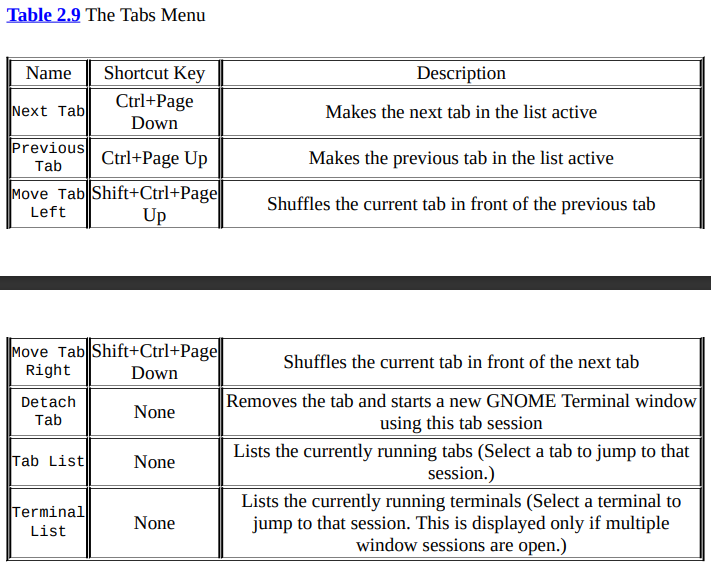 Table 2.9 The Tabs Menu
Name Shortcut Key Description
Next Tab Ctrl+Page Down Makes the next tab in the list active
Previous Tab Ctrl+Page Up Makes the previous tab in the list active
Move Tab Left Shift+Ctrl+Page Up Shuffles the current tab in front of the previous tab
Move Tab Right Shift+Ctrl+Page Down Shuffles the current tab in front of the next tab
Detach Tab None Removes the tab and starts a new GNOME Terminal window using this tab session
Tab List None Lists the currently running tabs (Select a tab to jump to that session.)
Terminal List None Lists the currently running terminals (Select a terminal to jump to that session. This is displayed only if multiple window sessions are open.)